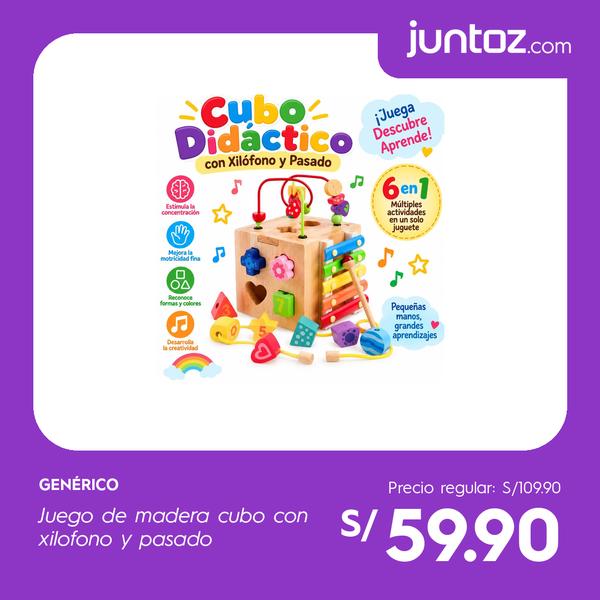 juntoz.com
Cubo
Didáctico
con Xilófono y Pasado
¡Juega
Descubre
Aprende!
Estimula la
concentración
Mejora la
motricidad fina
Reconoce
formas y colores
Desarrolla
la creatividad
6 en 1
Múltiples
actividades
en un solo
juguete
5
Pequeñas
manos,
grandes
aprendizajes
GENÉRICO
Juego de madera cubo con
xilofono y pasado
Precio regular: S/109.90
S/ 59.90